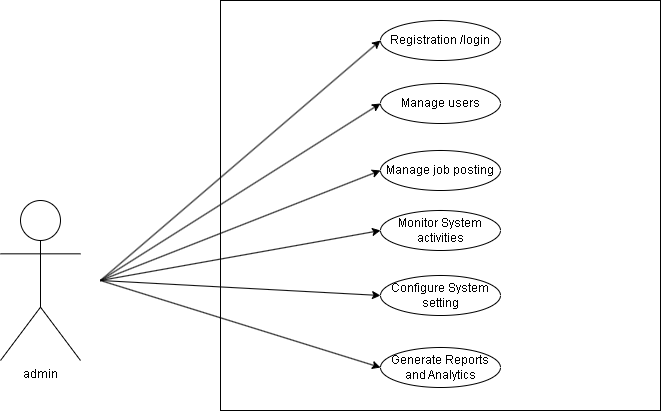 Registration /login
Manage users
Manage job posting
Monitor System
activities
Configure System
setting
Generate Reports
and Analytics
admin